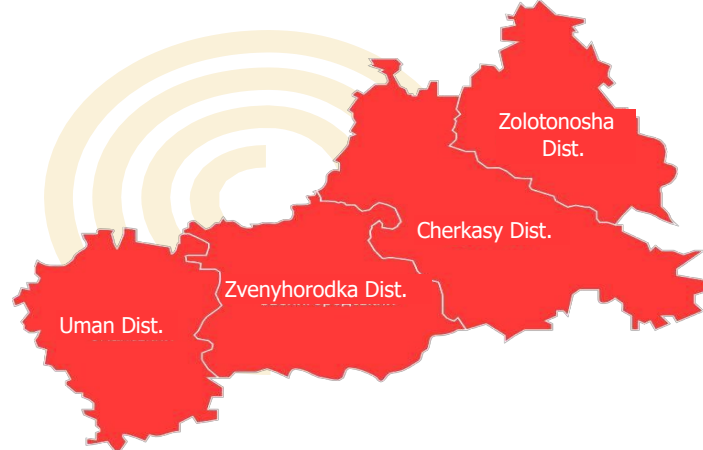 Zolotonosha
Dist.
Cherkasy Dist.
Zvenyhorodka Dist.
Uman Dist.